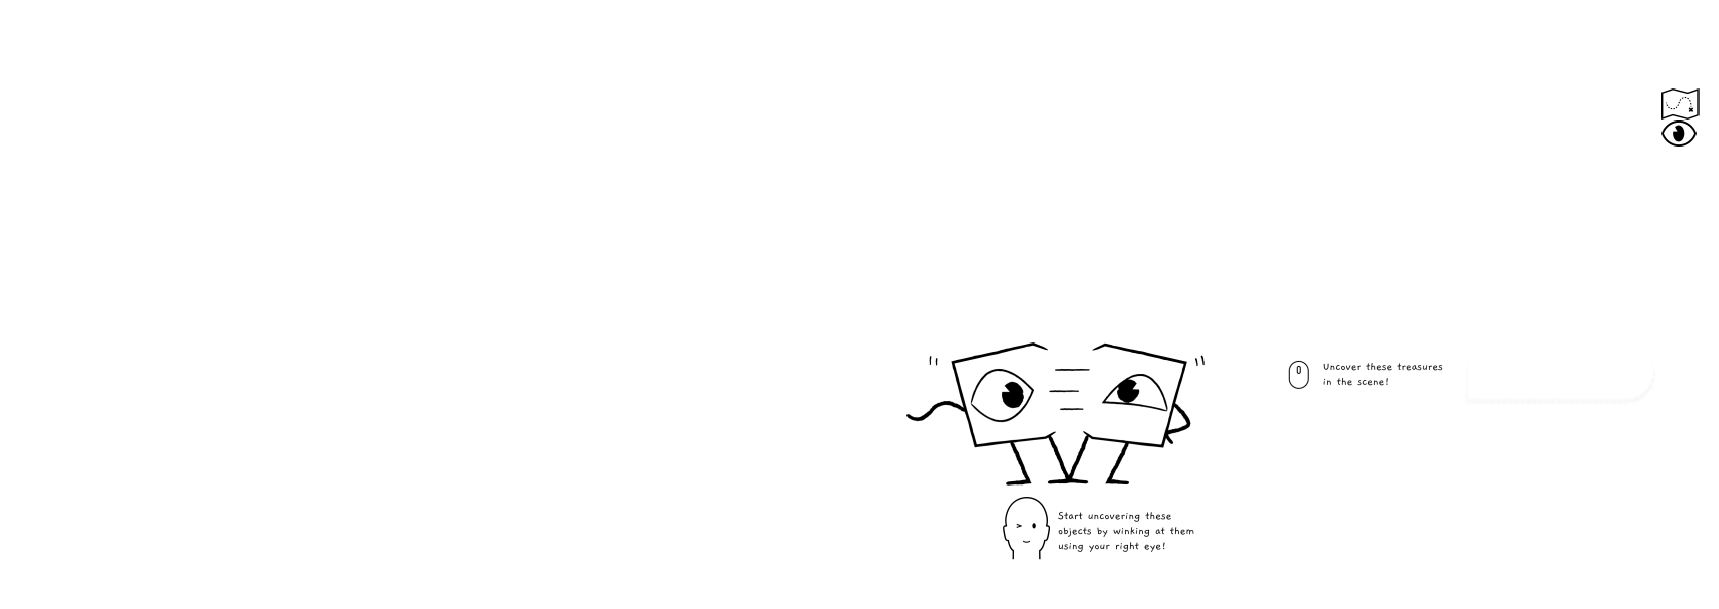 Uncover these treasures
in the scene!
Start uncovering these
objects by winking at them
using your right eye!